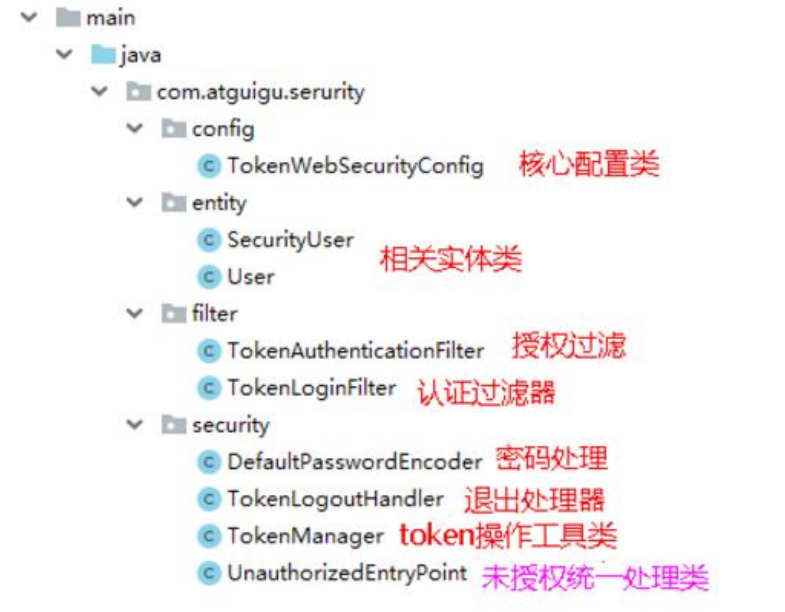 main
java
com.atguigu.serurity
config
TokenWebSecurityConfig 核心配置类
entity
SecurityUser
相关实体类
User
filter
TokenAuthenticationFilter 授权过滤
TokenLoginFilter 认证过滤器
security
DefaultPasswordEncoder 密码处理
TokenLogoutHandler 退出处理器
TokenManager token操作工具类
UnauthorizedEntryPoint 未授权统一处理类